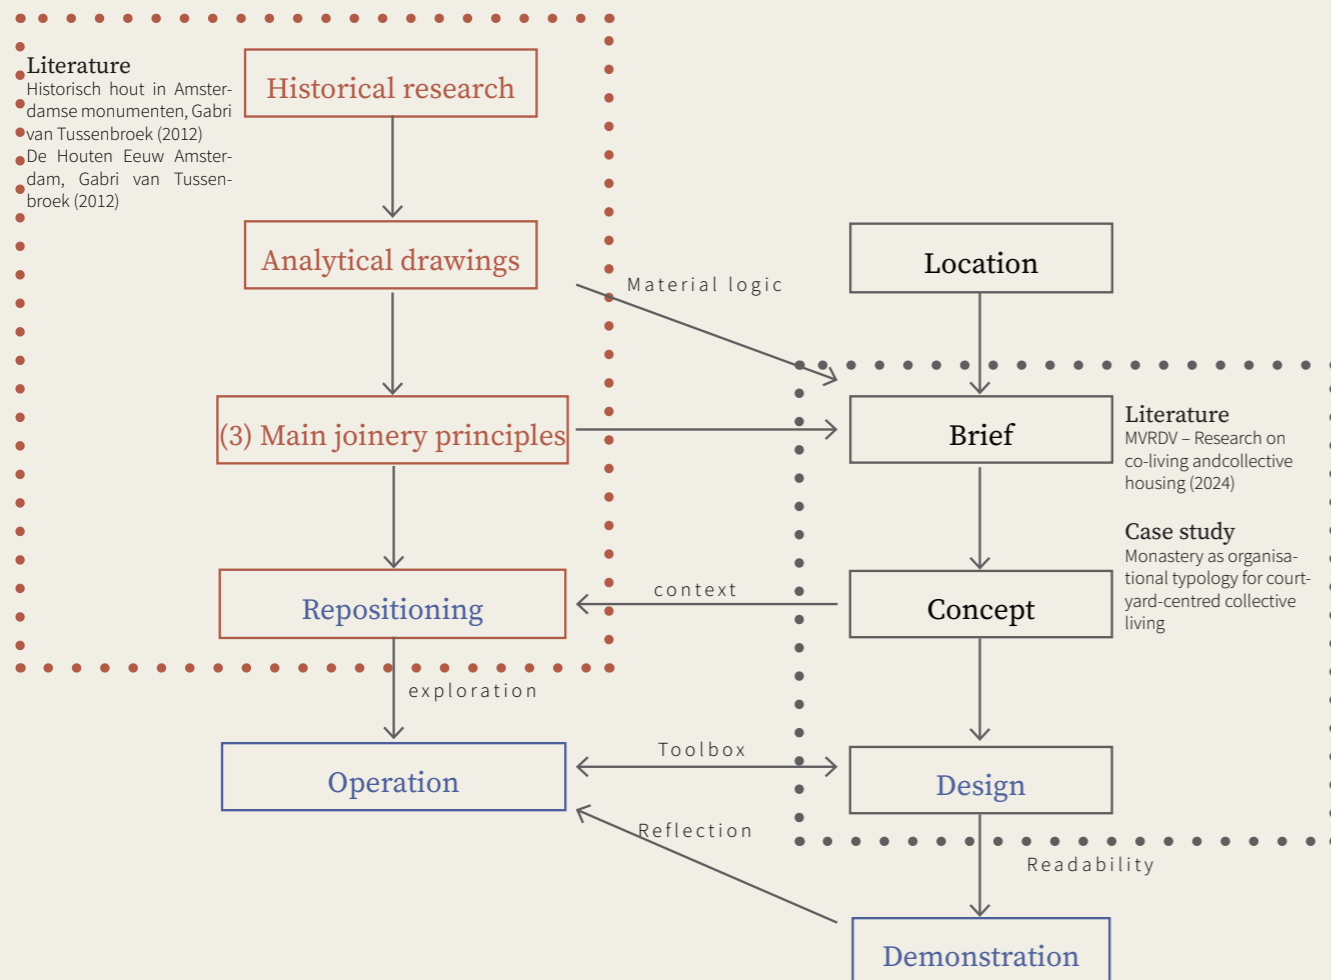 Literature
Historisch hout in Amster-
damse monumenten, Gabri
van Tussenbroek (2012)
De Houten Eeuw Amster-
dam, Gabri van Tussen-
broek (2012)
Historical research
Analytical drawings
Material logic
Location
(3) Main joinery principles
Brief
Literature
MVRDV – Research on
co-living andcollective
housing (2024)
Case study
Monastery as organisa-
tional typology for court-
yard-centred collective
living
Repositioning
context
Concept
exploration
Operation
Toolbox
Design
Reflection
Readability
Demonstration